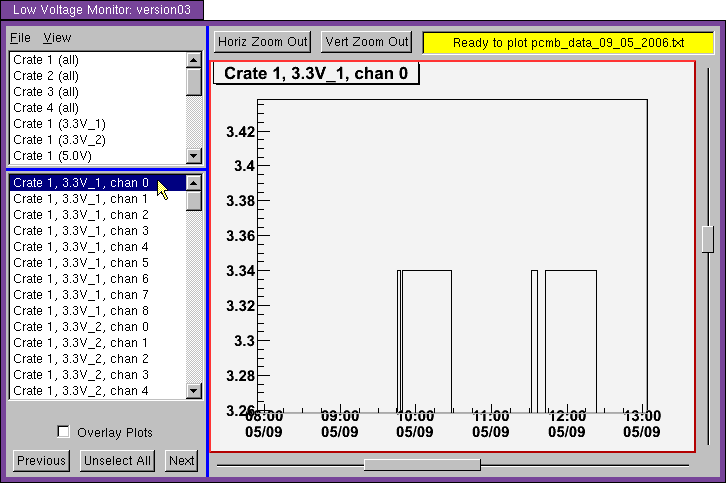 Low Voltage Monitor: version03
File View
Horiz Zoom Out Vert Zoom Out Ready to plot pcmb_data_09_05_2006.txt
Crate 1 (all)
Crate 2 (all)
Crate 3 (all)
Crate 4 (all)
Crate 1 (3.3V_1)
Crate 1 (3.3V_2)
Crate 1 (5.0V)
Crate 1, 3.3V_1, chan 0
Crate 1, 3.3V_1, chan 1
Crate 1, 3.3V_1, chan 2
Crate 1, 3.3V_1, chan 3
Crate 1, 3.3V_1, chan 4
Crate 1, 3.3V_1, chan 5
Crate 1, 3.3V_1, chan 6
Crate 1, 3.3V_1, chan 7
Crate 1, 3.3V_1, chan 8
Crate 1, 3.3V_2, chan 0
Crate 1, 3.3V_2, chan 1
Crate 1, 3.3V_2, chan 2
Crate 1, 3.3V_2, chan 3
Crate 1, 3.3V_2, chan 4
Overlay Plots
Previous Unselect All Next
Crate 1, 3.3V_1, chan 0
3.42
3.4
3.38
3.36
3.34
3.32
3.3
3.28
3.26
08:00 09:00 10:00 11:00 12:00 13:00
05/09 05/09 05/09 05/09 05/09 05/09